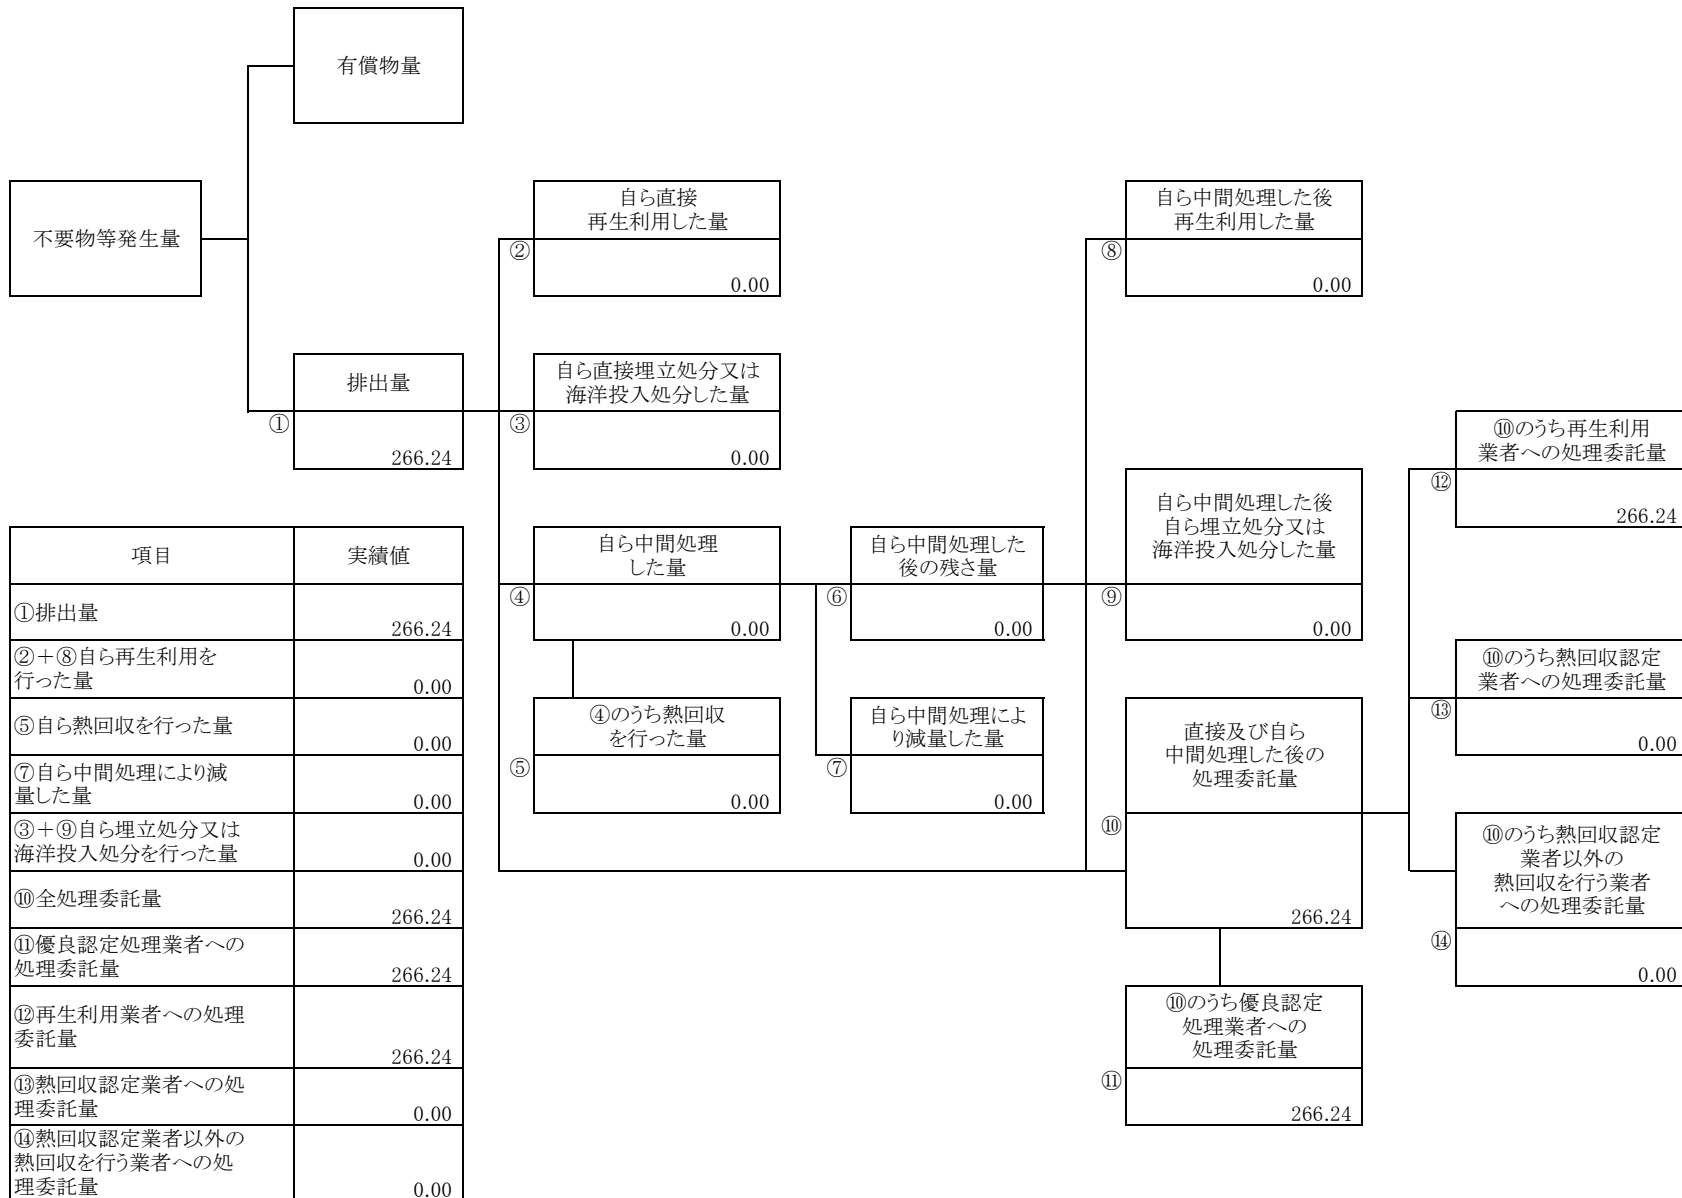 有償物量
不要物等発生量
自ら直接
再生利用した量
②
0.00
自ら中間処理した後
再生利用した量
⑧
0.00
排出量
①
266.24
自ら直接埋立処分又は
海洋投入処分した量
③
0.00
⑩のうち再生利用
業者への処理委託量
⑫
266.24
自ら中間処理
した量
④
0.00
自ら中間処理した
後の残さ量
⑥
0.00
自ら中間処理した後
自ら埋立処分又は
海洋投入処分した量
⑨
0.00
⑩のうち熱回収認定
業者への処理委託量
⑬
0.00
④のうち熱回収
を行った量
⑤
0.00
自ら中間処理によ
り減量した量
⑦
0.00
直接及び自ら
中間処理した後の
処理委託量
⑩
266.24
⑩のうち熱回収認定
業者以外の
熱回収を行う業者
への処理委託量
⑭
0.00
⑩のうち優良認定
処理業者への
処理委託量
⑪
266.24
項目 実績値
①排出量
266.24
②＋⑧自ら再生利用を
行った量 0.00
⑤自ら熱回収を行った量
0.00
⑦自ら中間処理により減
量した量 0.00
③＋⑨自ら埋立処分又は
海洋投入処分を行った量 0.00
⑩全処理委託量
266.24
⑪優良認定処理業者への
処理委託量 266.24
⑫再生利用業者への処理
委託量
266.24
⑬熱回収認定業者への処
理委託量 0.00
⑭熱回収認定業者以外の
熱回収を行う業者への処
理委託量 0.00